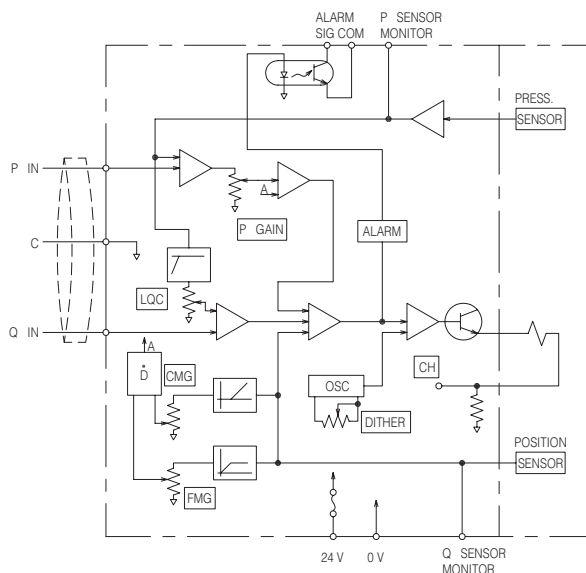 ALARM
SIG COM
P SENSOR
MONITOR
PRESS.
SENSOR
P IN
A
P GAIN
ALARM
C
LQC
Q IN
A
Ḋ
CMG
OSC
CH
DITHER
FMG
POSITION
SENSOR
24 V
0 V
Q SENSOR
MONITOR